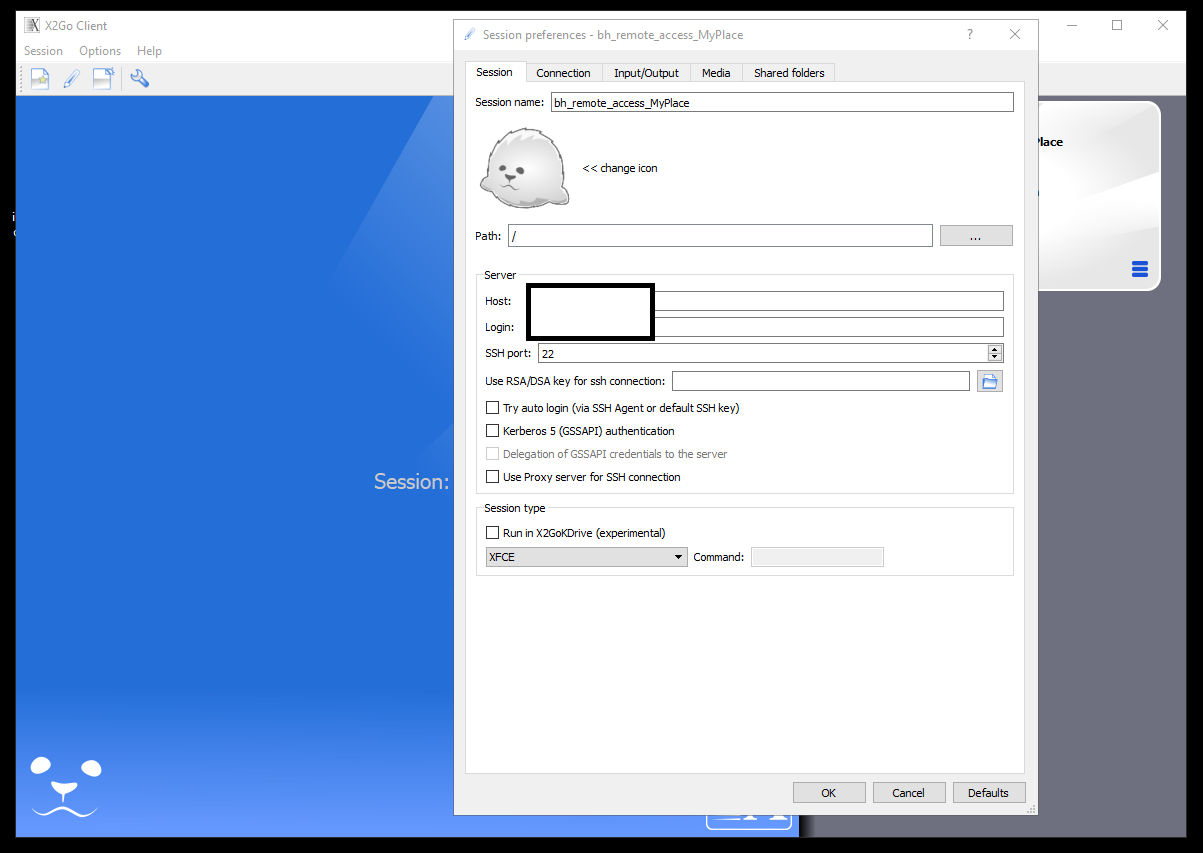 X2Go Client
Session Options Help
Session preferences - bh_remote_access_MyPlace
?
Session Connection Input/Output Media Shared folders
Session name: bh_remote_access_MyPlace
<< change icon
Path: /
...
Server
Host:
Login:
SSH port: 22
Use RSA/DSA key for ssh connection:
Try auto login (via SSH Agent or default SSH key)
Kerberos 5 (GSSAPI) authentication
Delegation of GSSAPI credentials to the server
Use Proxy server for SSH connection
Session type
Run in X2GoKDrive (experimental)
XFCE
Command:
OK Cancel Defaults
Session: